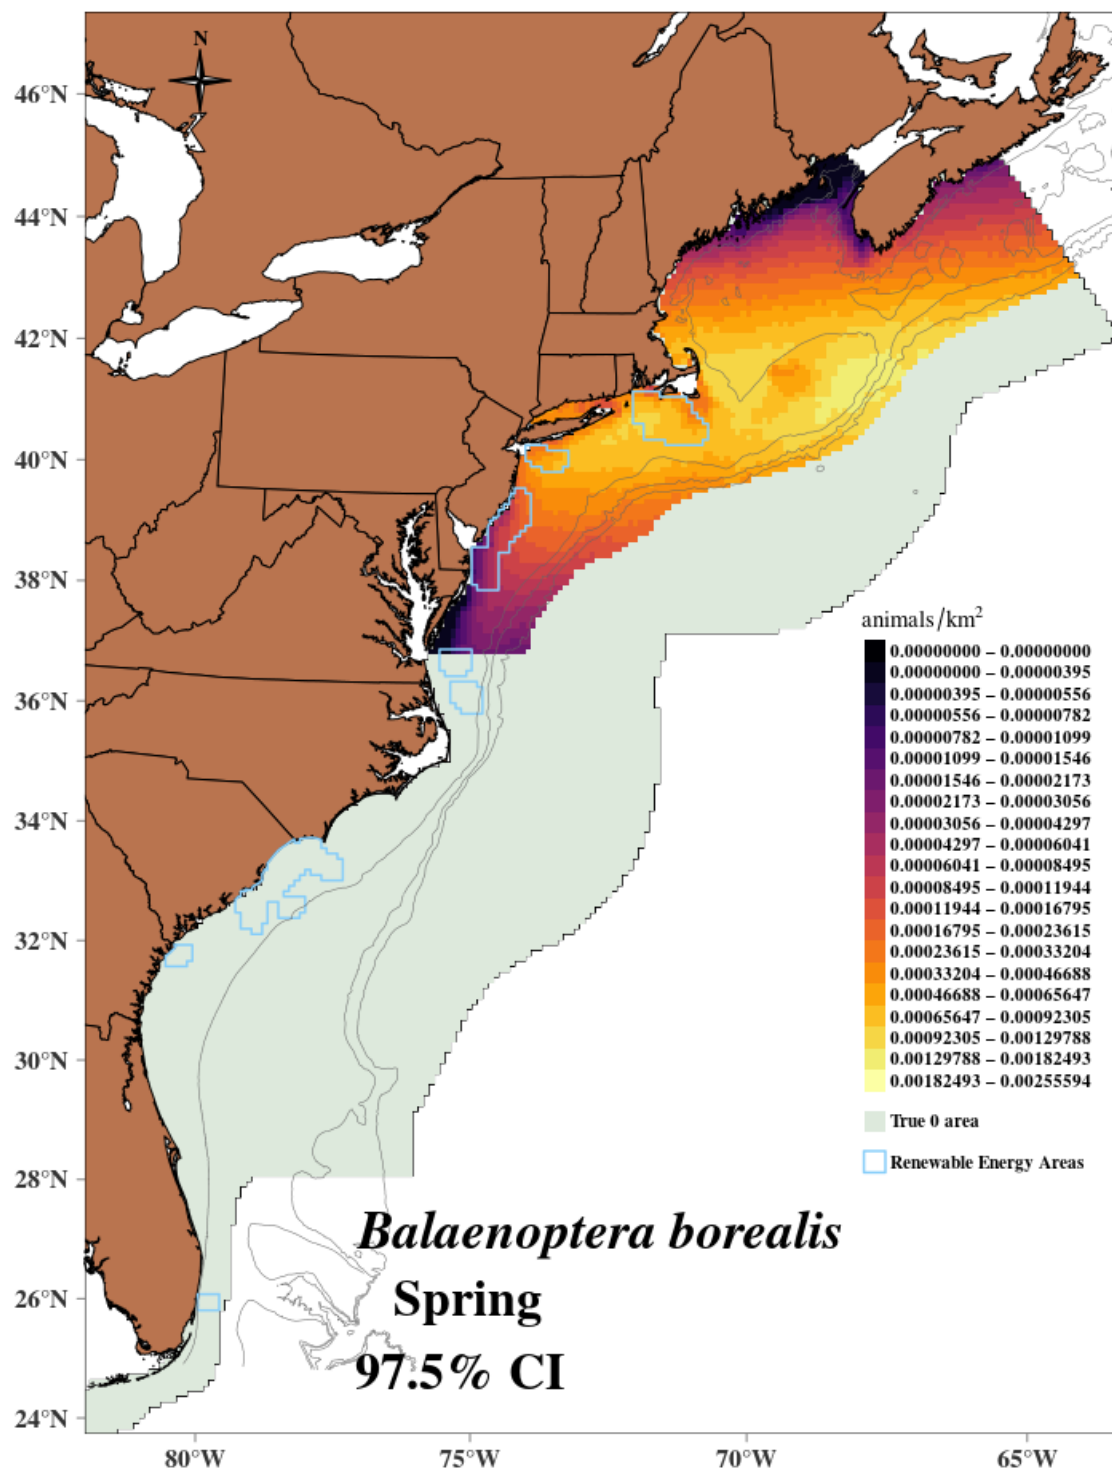 N
46°N
44°N
42°N
40°N
38°N
36°N
34°N
32°N
30°N
28°N
26°N
24°N
80°W
75°W
70°W
65°W
animals/km²
0.00000000 – 0.00000000
0.00000000 – 0.00000395
0.00000395 – 0.00000556
0.00000556 – 0.00000782
0.00000782 – 0.00001099
0.00001099 – 0.00001546
0.00001546 – 0.00002173
0.00002173 – 0.00003056
0.00003056 – 0.00004297
0.00004297 – 0.00006041
0.00006041 – 0.00008495
0.00008495 – 0.00011944
0.00011944 – 0.00016795
0.00016795 – 0.00023615
0.00023615 – 0.00033204
0.00033204 – 0.00046688
0.00046688 – 0.00065647
0.00065647 – 0.00092305
0.00092305 – 0.00129788
0.00129788 – 0.00182493
0.00182493 – 0.00255594
True 0 area
Renewable Energy Areas
Balaenoptera borealis
Spring
97.5% CI